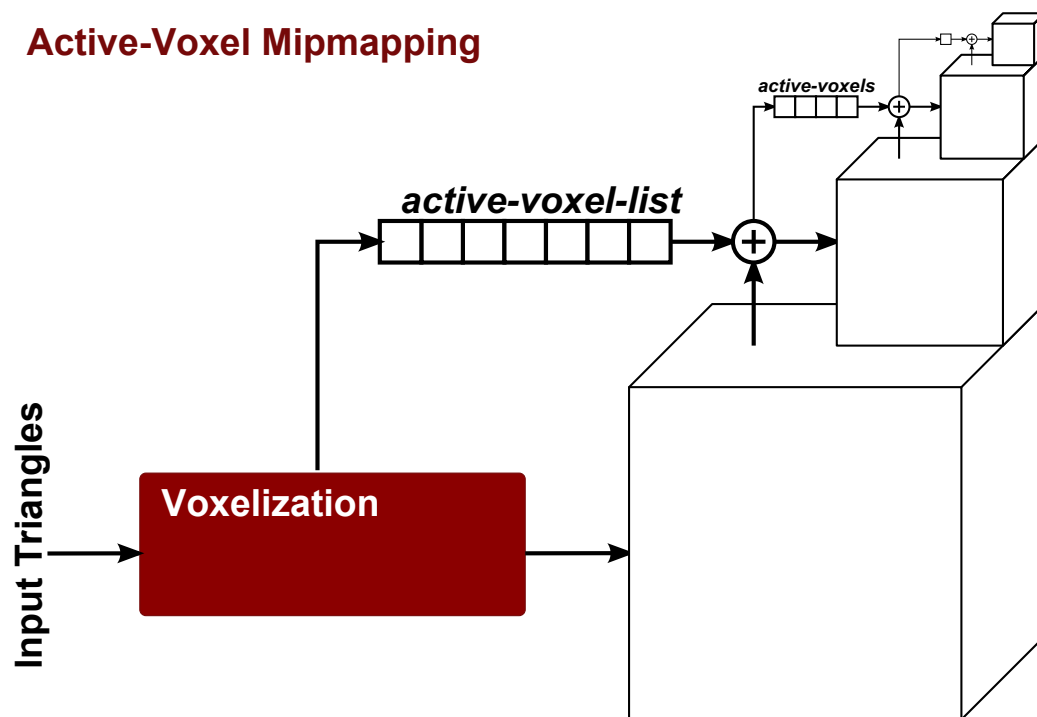 Active-Voxel Mipmapping
active-voxels
active-voxel-list
Input Triangles
Voxelization